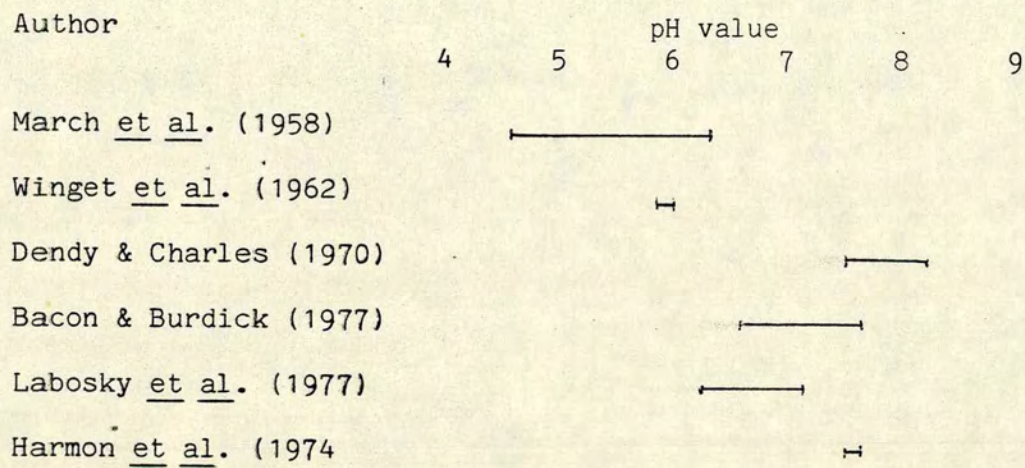 Author
pH value
4 5 6 7 8 9
March et al. (1958)
Winget et al. (1962)
Dendy & Charles (1970)
Bacon & Burdick (1977)
Labosky et al. (1977)
Harmon et al. (1974